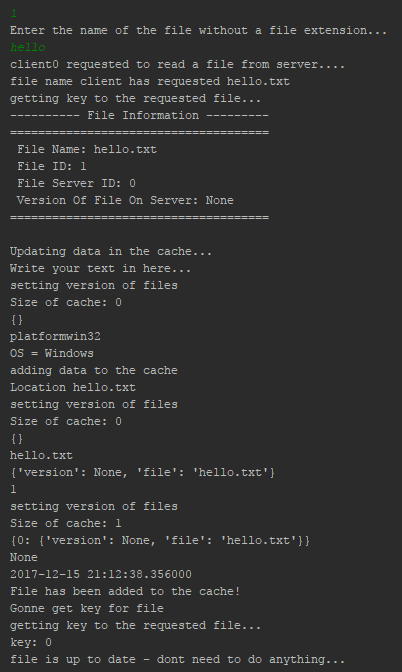 1
Enter the name of the file without a file extension...
hello
client0 requested to read a file from server....
file name client has requested hello.txt
getting key to the requested file...
---------- File Information ---------
=====================================
File Name: hello.txt
File ID: 1
File Server ID: 0
Version Of File On Server: None
=====================================
Updating data in the cache...
Write your text in here...
setting version of files
Size of cache: 0
{}
platformwin32
OS = Windows
adding data to the cache
Location hello.txt
setting version of files
Size of cache: 0
{}
hello.txt
{'version': None, 'file': 'hello.txt'}
1
setting version of files
Size of cache: 1
{0: {'version': None, 'file': 'hello.txt'}}
None
2017-12-15 21:12:38.356000
File has been added to the cache!
Gonne get key for file
getting key to the requested file...
key: 0
file is up to date - dont need to do anything...